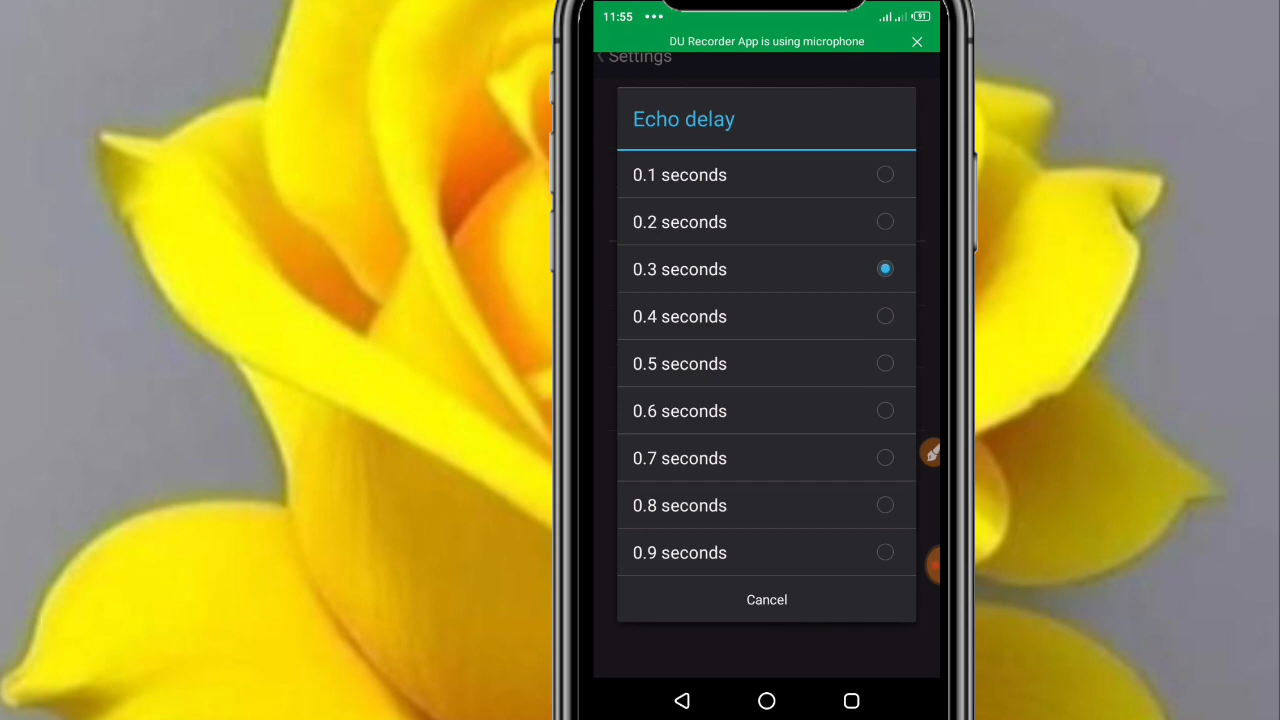 11:55
91
DU Recorder App is using microphone
Settings
Echo delay
0.1 seconds
0.2 seconds
0.3 seconds
0.4 seconds
0.5 seconds
0.6 seconds
0.7 seconds
0.8 seconds
0.9 seconds
Cancel